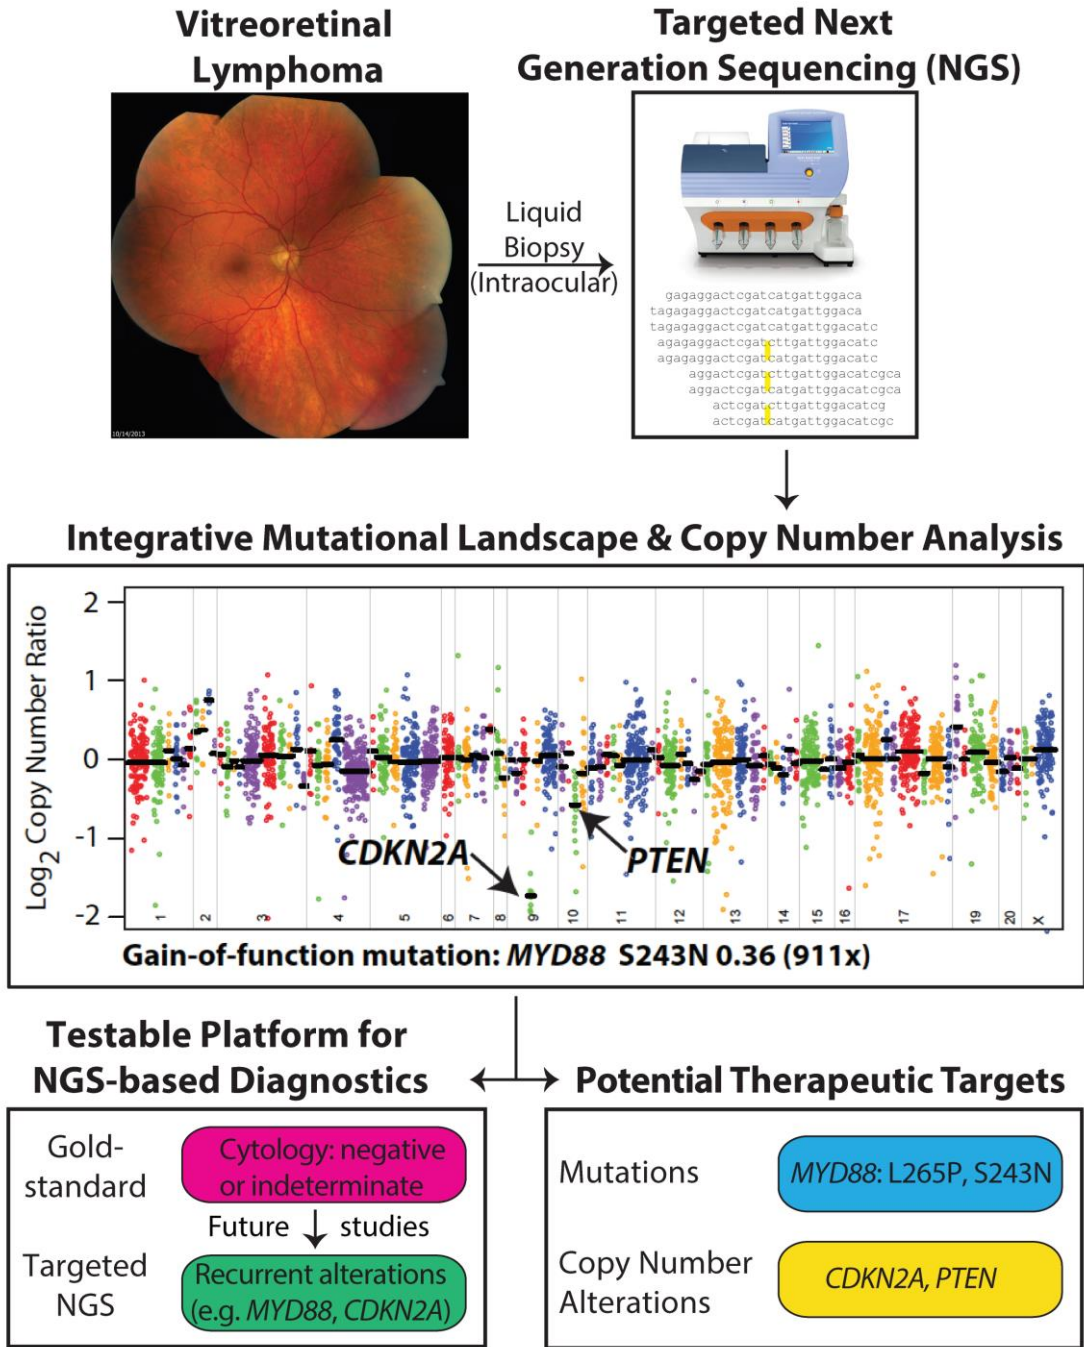 Vitreoretinal
Lymphoma
Targeted Next
Generation Sequencing (NGS)
10/14/2013
Liquid
Biopsy
(Intraocular)
gagaggactcgatcatgattggaca
tagagaggactcgatcatgattggaca
tagagaggactcgatcatgattggacatc
agagaggactcgatcttgattggacatc
agagaggactcgatcatgattggacatc
aggactcgatcttgattggacatcgca
aggactcgatcatgattggacatcgca
actcgatcttgattggacatcg
actcgatcatgattggacatcgc
Integrative Mutational Landscape & Copy Number Analysis
Log2 Copy Number Ratio
2
1
0
-1
-2
CDKN2A
PTEN
1 2 3 4 5 6 7 8 9 10 11 12 13 14 15 16 17 19 20 X
Gain-of-function mutation: MYD88 S243N 0.36 (911x)
Testable Platform for
NGS-based Diagnostics
Gold-
standard
Cytology: negative
or indeterminate
Future studies
Targeted
NGS
Recurrent alterations
(e.g. MYD88, CDKN2A)
Potential Therapeutic Targets
Mutations
MYD88: L265P, S243N
Copy Number
Alterations
CDKN2A, PTEN